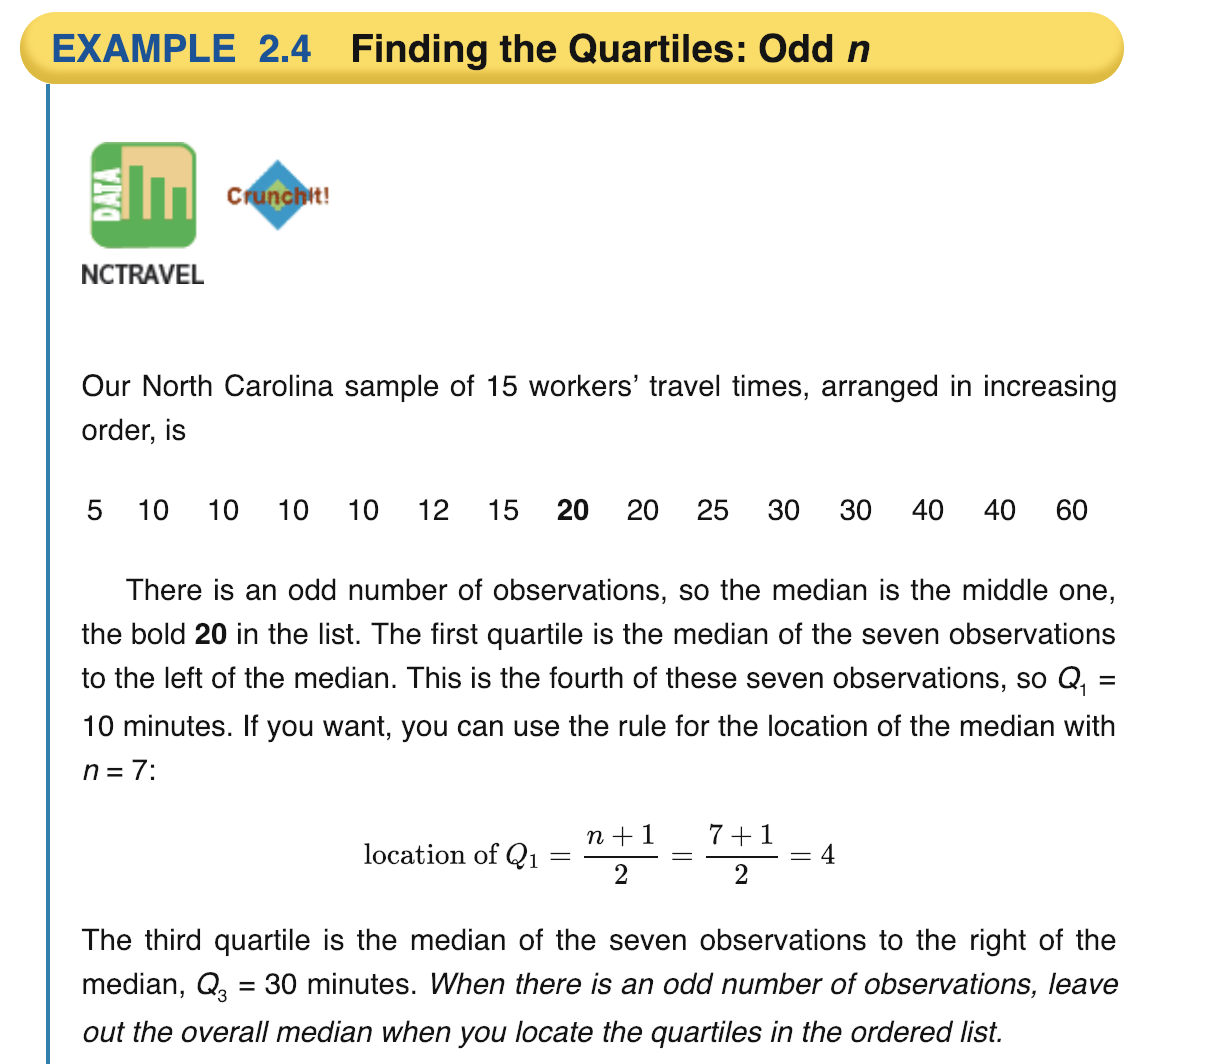 EXAMPLE 2.4 Finding the Quartiles: Odd n
DATA
CrunchIt!
NCTRAVEL
Our North Carolina sample of 15 workers’ travel times, arranged in increasing
order, is
5 10 10 10 10 12 15 20 20 25 30 30 40 40 60
There is an odd number of observations, so the median is the middle one,
the bold 20 in the list. The first quartile is the median of the seven observations
to the left of the median. This is the fourth of these seven observations, so Q₁ =
10 minutes. If you want, you can use the rule for the location of the median with
n = 7:
location of Q₁ = (n + 1)/2 = (7 + 1)/2 = 4
The third quartile is the median of the seven observations to the right of the
median, Q₃ = 30 minutes. When there is an odd number of observations, leave
out the overall median when you locate the quartiles in the ordered list.